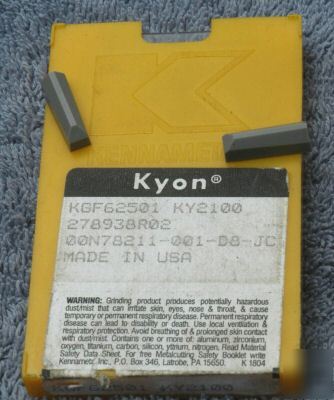 KENNAMET
Kyon®
KGF62501 KY2100
278938R02
00N78211-001-D8-JC
MADE IN USA
WARNING: Grinding product produces potentially hazardous
dust/mist that can irritate skin, eyes, nose & throat, & cause
temporary or permanent respiratory disease. Permanent respiratory
disease can lead to disability or death. Use local ventilation &
respiratory protection. Avoid breathing of & prolonged skin contact
with dust/mist. Contains one or more of: aluminum, zirconium,
oxygen, titanium, carbon, silicon, yttrium, nitrogen. Read Material
Safety Data Sheet. For free Metalcutting Safety Booklet write
Kennametal Inc., P.O. Box 346, Latrobe, PA 15650. K 1804
KGF62501 KY2100